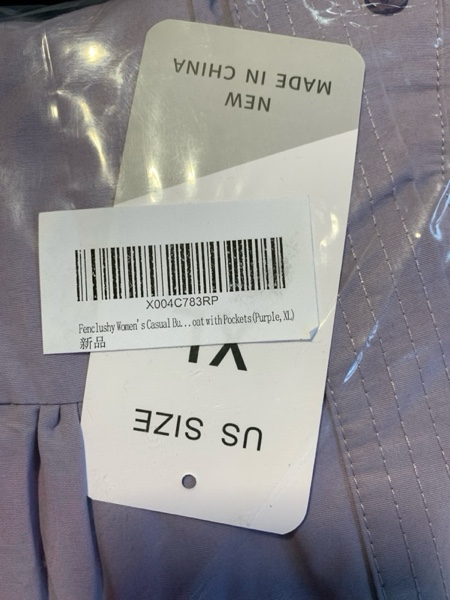 MADE IN CHINA
NEW
X004C783RP
Fenclushy Women's Casual Bu...oat with Pockets (Purple, XL)
新品
XL
US SIZE